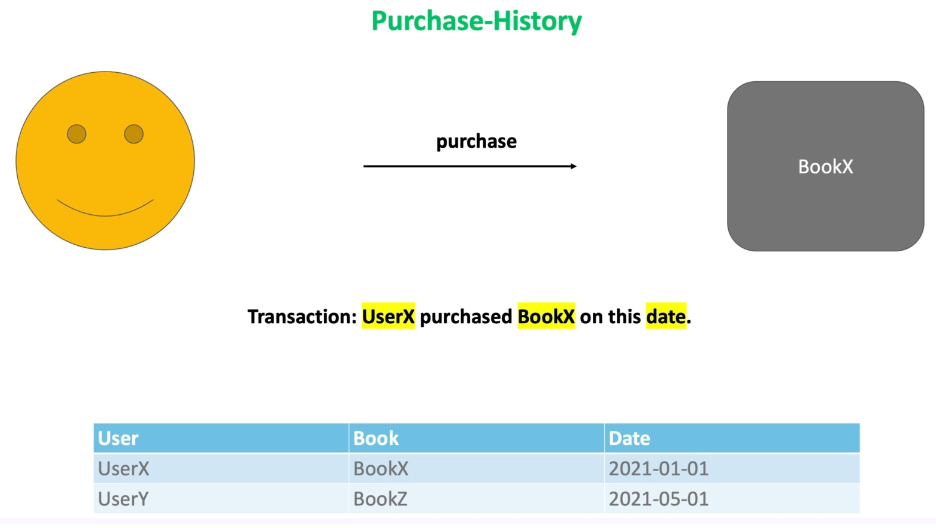 Purchase-History
purchase
BookX
Transaction: UserX purchased BookX on this date.
User Book Date
UserX BookX 2021-01-01
UserY BookZ 2021-05-01